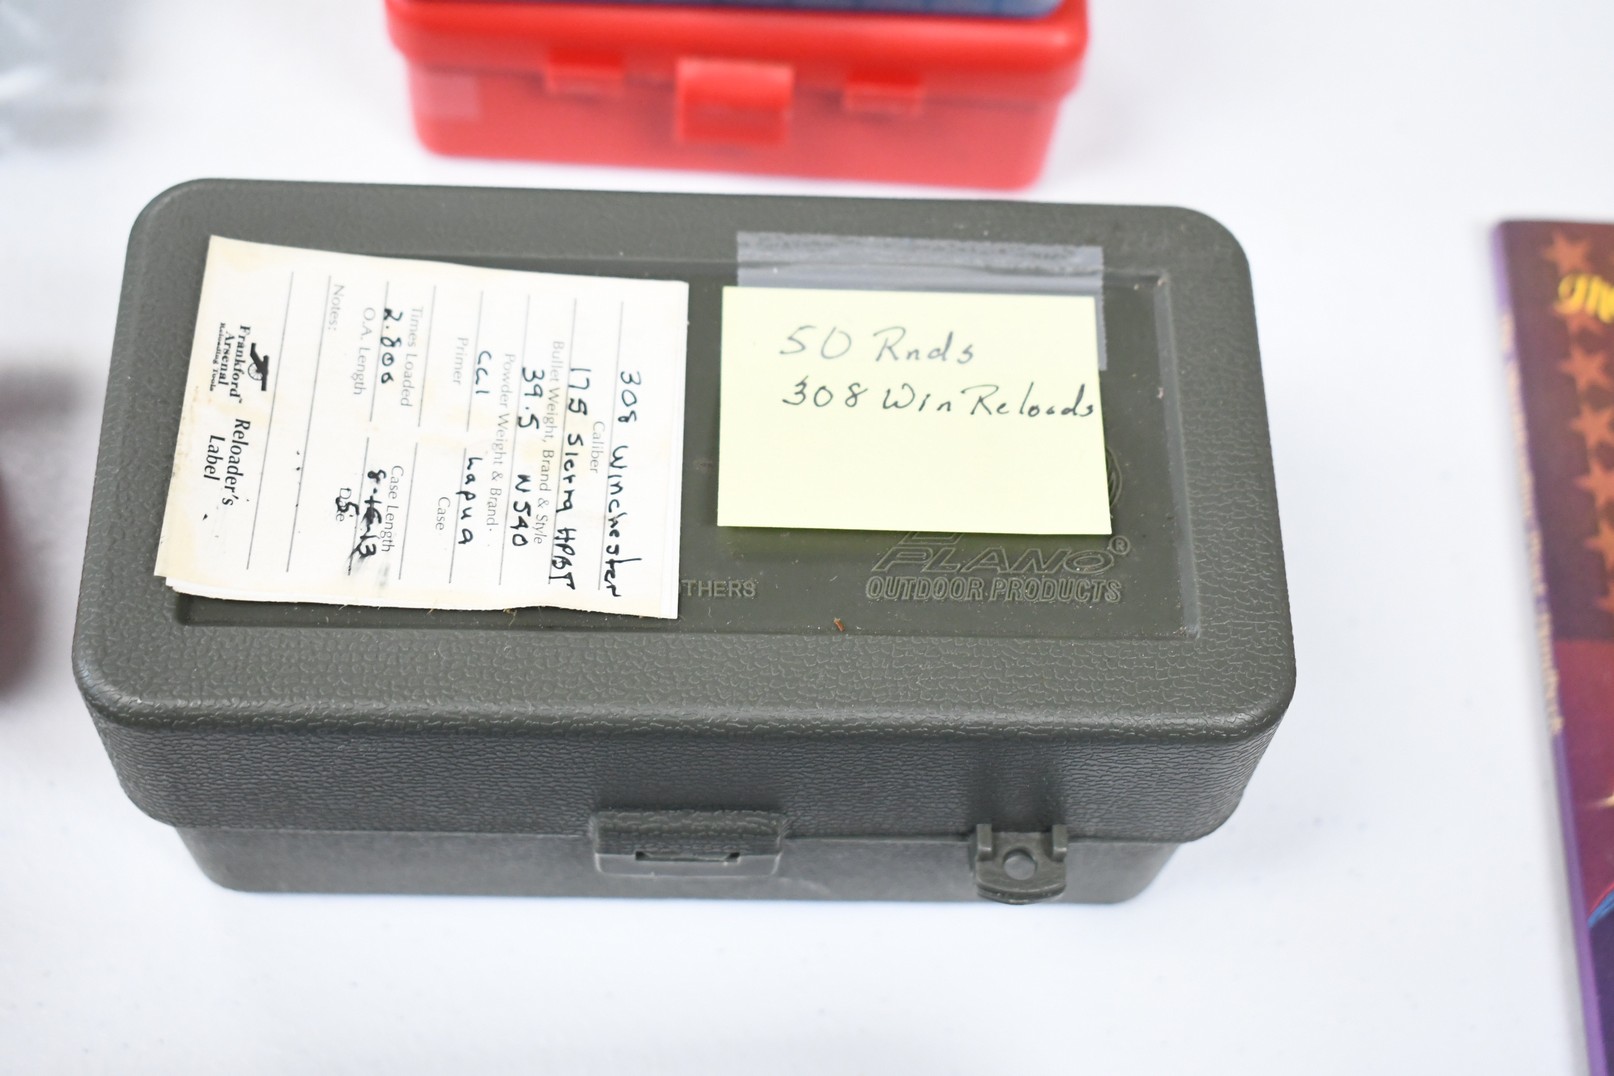 50 Rnds
308 Win Reloads
308 Winchester
Caliber
175 Sierra HPBT
Bullet Weight, Brand & Style
39.5 N540
Powder Weight & Brand
CCI Lapua
Primer Case
Times Loaded Case Length
2.800
O.A. Length Date
Notes:
Frankford Arsenal Reloading Tools
Reloader's Label
PLANO®
OUTDOOR PRODUCTS